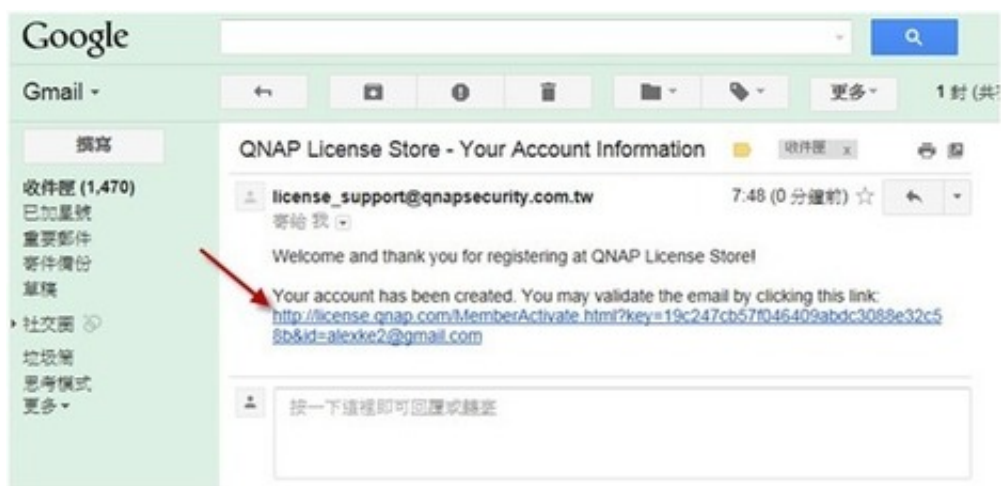 Google
Gmail
更多
1 封 (共
撰寫
QNAP License Store - Your Account Information
收件匣 x
收件匣 (1,470)
已加星號
重要郵件
寄件備份
草稿
社交圈
垃圾筒
思考模式
更多
license_support@qnapsecurity.com.tw
7:48 (0 分鐘前)
寄給 我
Welcome and thank you for registering at QNAP License Store!
Your account has been created. You may validate the email by clicking this link:
http://license.qnap.com/MemberActivate.html?key=19c247cb57f046409abdc3088e32c5
8b&id=alexke2@gmail.com
按一下這裡即可回覆或轉寄